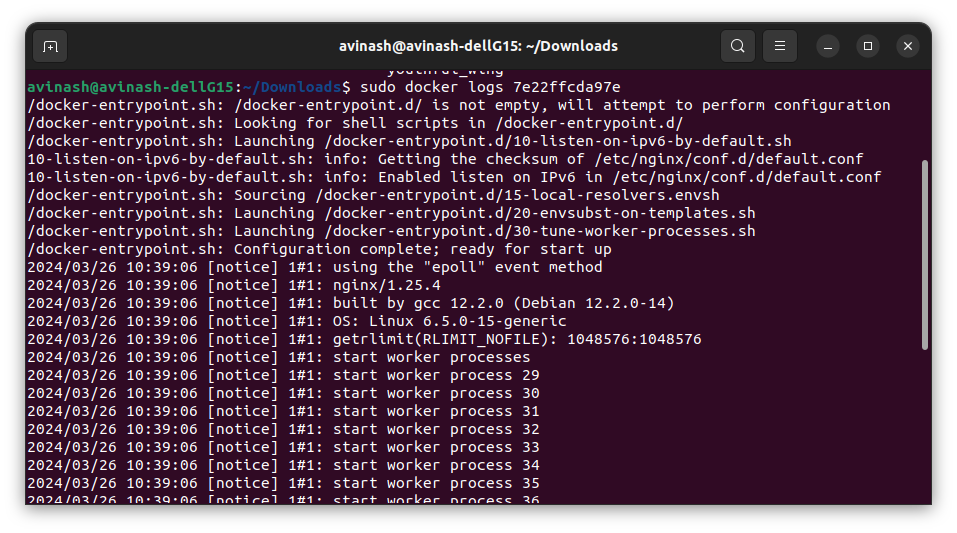 avinash@avinash-dellG15: ~/Downloads
youthful_wing
avinash@avinash-dellG15:~/Downloads$ sudo docker logs 7e22ffcda97e
/docker-entrypoint.sh: /docker-entrypoint.d/ is not empty, will attempt to perform configuration
/docker-entrypoint.sh: Looking for shell scripts in /docker-entrypoint.d/
/docker-entrypoint.sh: Launching /docker-entrypoint.d/10-listen-on-ipv6-by-default.sh
10-listen-on-ipv6-by-default.sh: info: Getting the checksum of /etc/nginx/conf.d/default.conf
10-listen-on-ipv6-by-default.sh: info: Enabled listen on IPv6 in /etc/nginx/conf.d/default.conf
/docker-entrypoint.sh: Sourcing /docker-entrypoint.d/15-local-resolvers.envsh
/docker-entrypoint.sh: Launching /docker-entrypoint.d/20-envsubst-on-templates.sh
/docker-entrypoint.sh: Launching /docker-entrypoint.d/30-tune-worker-processes.sh
/docker-entrypoint.sh: Configuration complete; ready for start up
2024/03/26 10:39:06 [notice] 1#1: using the "epoll" event method
2024/03/26 10:39:06 [notice] 1#1: nginx/1.25.4
2024/03/26 10:39:06 [notice] 1#1: built by gcc 12.2.0 (Debian 12.2.0-14)
2024/03/26 10:39:06 [notice] 1#1: OS: Linux 6.5.0-15-generic
2024/03/26 10:39:06 [notice] 1#1: getrlimit(RLIMIT_NOFILE): 1048576:1048576
2024/03/26 10:39:06 [notice] 1#1: start worker processes
2024/03/26 10:39:06 [notice] 1#1: start worker process 29
2024/03/26 10:39:06 [notice] 1#1: start worker process 30
2024/03/26 10:39:06 [notice] 1#1: start worker process 31
2024/03/26 10:39:06 [notice] 1#1: start worker process 32
2024/03/26 10:39:06 [notice] 1#1: start worker process 33
2024/03/26 10:39:06 [notice] 1#1: start worker process 34
2024/03/26 10:39:06 [notice] 1#1: start worker process 35
2024/03/26 10:39:06 [notice] 1#1: start worker process 36